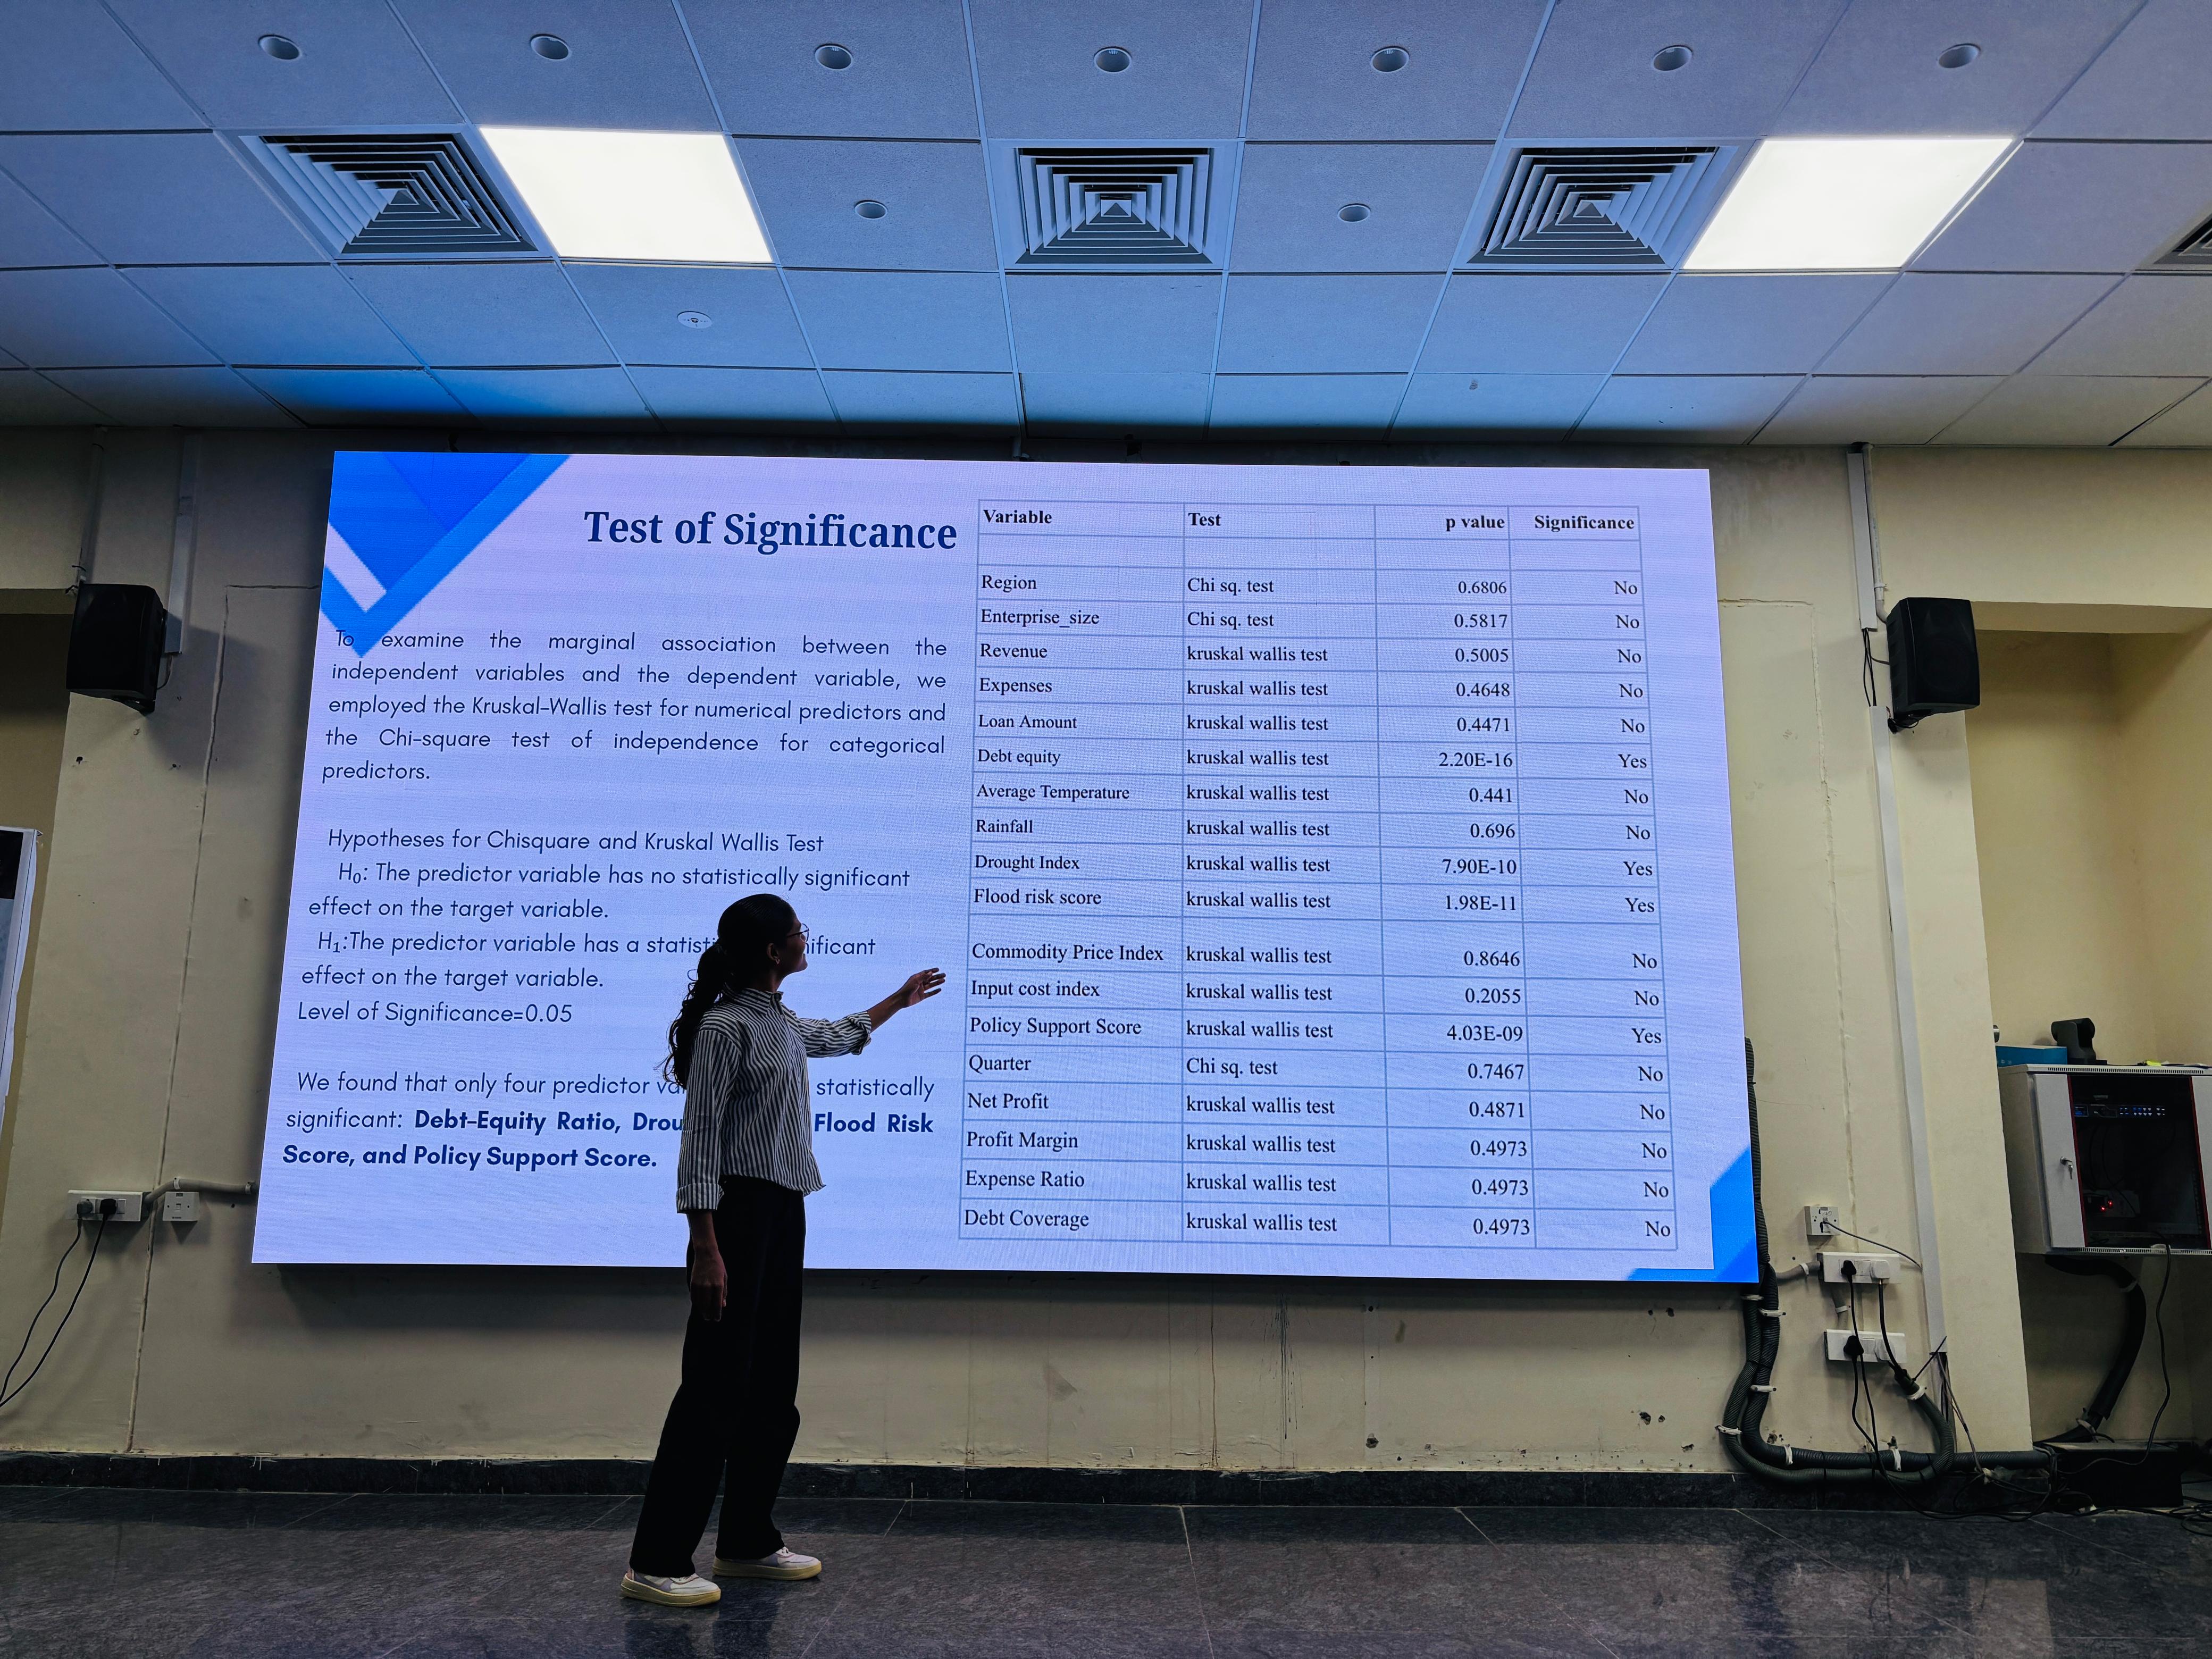 Test of Significance
To examine the marginal association between the
independent variables and the dependent variable, we
employed the Kruskal-Wallis test for numerical predictors and
the Chi-square test of independence for categorical
predictors.
Hypotheses for Chisquare and Kruskal Wallis Test
H₀: The predictor variable has no statistically significant
effect on the target variable.
H₁:The predictor variable has a
effect on the target variable.
Level of Significance=0.05
We found that only four predictor statistically
significant: Debt-Equity Ratio, Flood Risk
Score, and Policy Support Score.
Variable Test p value Significance
Region Chi sq. test 0.6806 No
Enterprise_size Chi sq. test 0.5817 No
Revenue kruskal wallis test 0.5005 No
Expenses kruskal wallis test 0.4648 No
Loan Amount kruskal wallis test 0.4471 No
Debt equity kruskal wallis test 2.20E-16 Yes
Average Temperature kruskal wallis test 0.441 No
Rainfall kruskal wallis test 0.696 No
Drought Index kruskal wallis test 7.90E-10 Yes
Flood risk score kruskal wallis test 1.98E-11 Yes
Commodity Price Index kruskal wallis test 0.8646 No
Input cost index kruskal wallis test 0.2055 No
Policy Support Score kruskal wallis test 4.03E-09 Yes
Quarter Chi sq. test 0.7467 No
Net Profit kruskal wallis test 0.4871 No
Profit Margin kruskal wallis test 0.4973 No
Expense Ratio kruskal wallis test 0.4973 No
Debt Coverage kruskal wallis test 0.4973 No